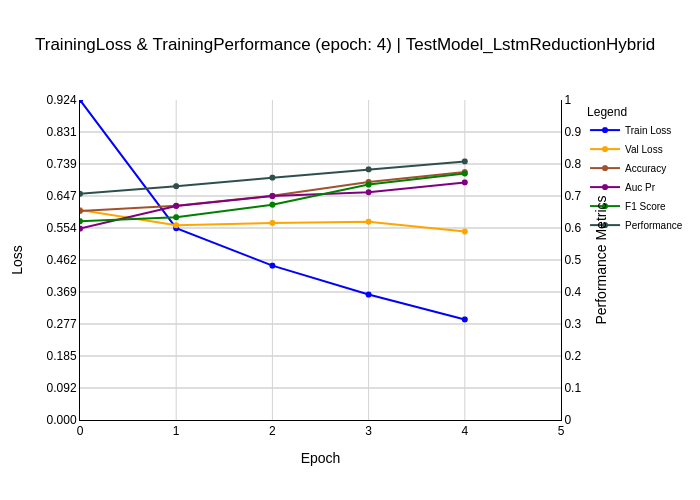 TrainingLoss & TrainingPerformance (epoch: 4) | TestModel_LstmReductionHybrid
0.924
0.831
0.739
0.647
0.554
0.462
0.369
0.277
0.185
0.092
0.000
Loss
0
1
2
3
4
5
Epoch
1
0.9
0.8
0.7
0.6
0.5
0.4
0.3
0.2
0.1
0
Performance Metrics
Legend
Train Loss
Val Loss
Accuracy
Auc Pr
F1 Score
Performance